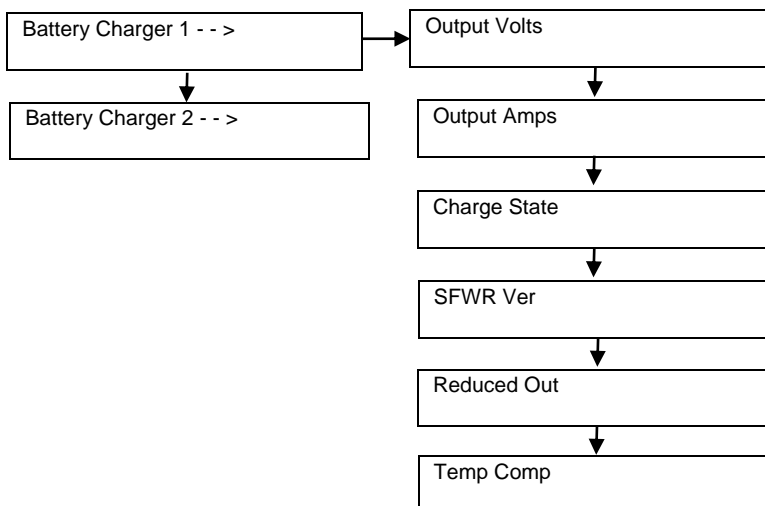 Battery Charger 1 - - >
Output Volts
Battery Charger 2 - - >
Output Amps
Charge State
SFWR Ver
Reduced Out
Temp Comp